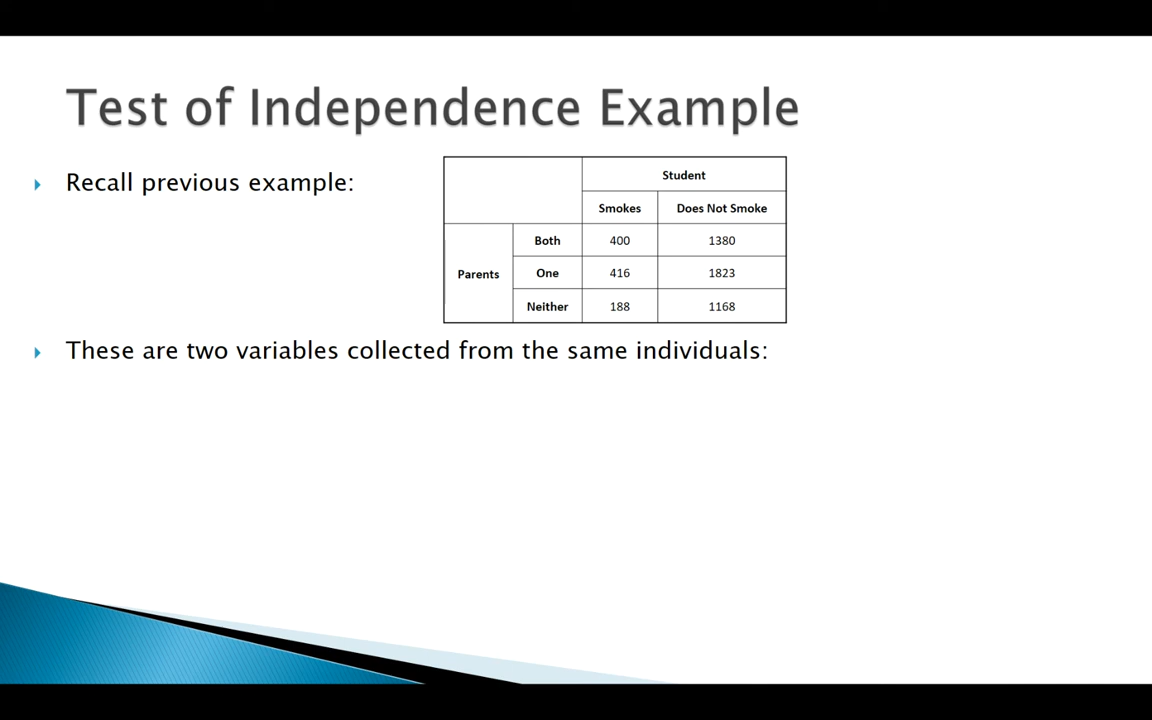 Test of Independence Example
Recall previous example:
Student
Smokes Does Not Smoke
Parents
Both 400 1380
One 416 1823
Neither 188 1168
These are two variables collected from the same individuals: